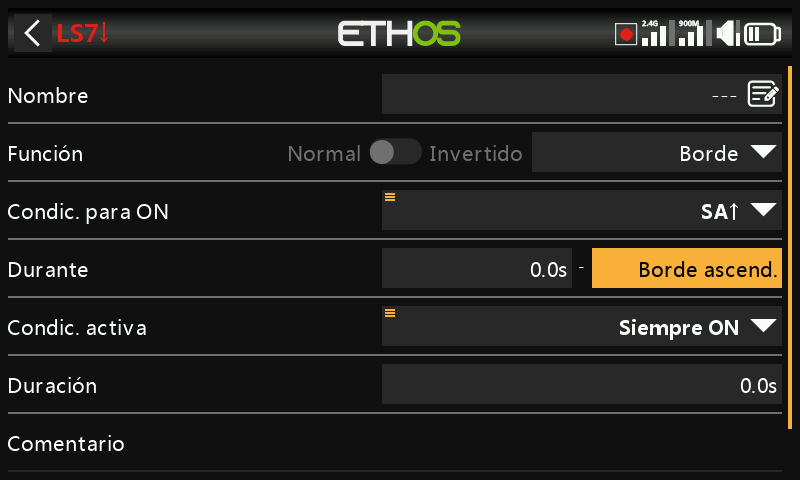 LS7↓ ETHOS 2.4G 900M
Nombre ---
Función Normal Invertido Borde
Condic. para ON SA↑
Durante 0.0s - Borde ascend.
Condic. activa Siempre ON
Duración 0.0s
Comentario